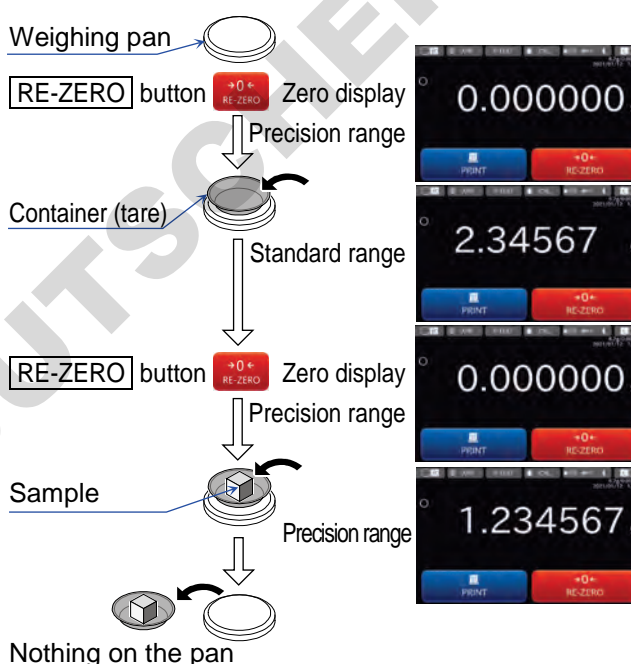 Weighing pan
RE-ZERO button →0← RE-ZERO Zero display
0.000000
Precision range
PRINT →0← RE-ZERO
Container (tare)
2.34567
Standard range
PRINT →0← RE-ZERO
RE-ZERO button →0← RE-ZERO Zero display
0.000000
Precision range
PRINT →0← RE-ZERO
Sample
1.234567
Precision range
PRINT →0← RE-ZERO
Nothing on the pan